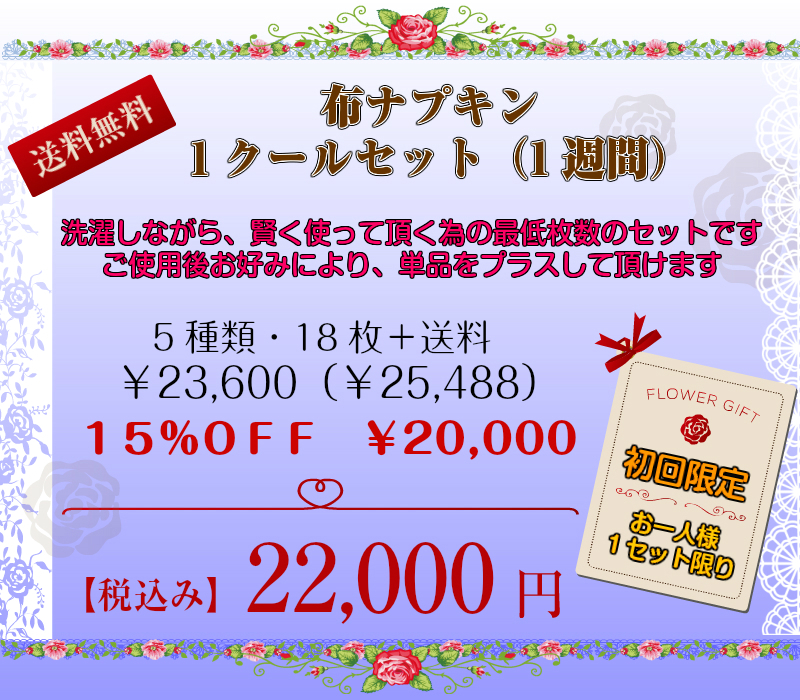 送料無料
布ナプキン
1クールセット（1週間）
洗濯しながら、賢く使って頂く為の最低枚数のセットです
ご使用後お好みにより、単品をプラスして頂けます
5種類・18枚＋送料
￥23,600（￥25,488）
15%OFF　¥20,000
FLOWER GIFT
初回限定
お一人様
1セット限り
【税込み】22,000円